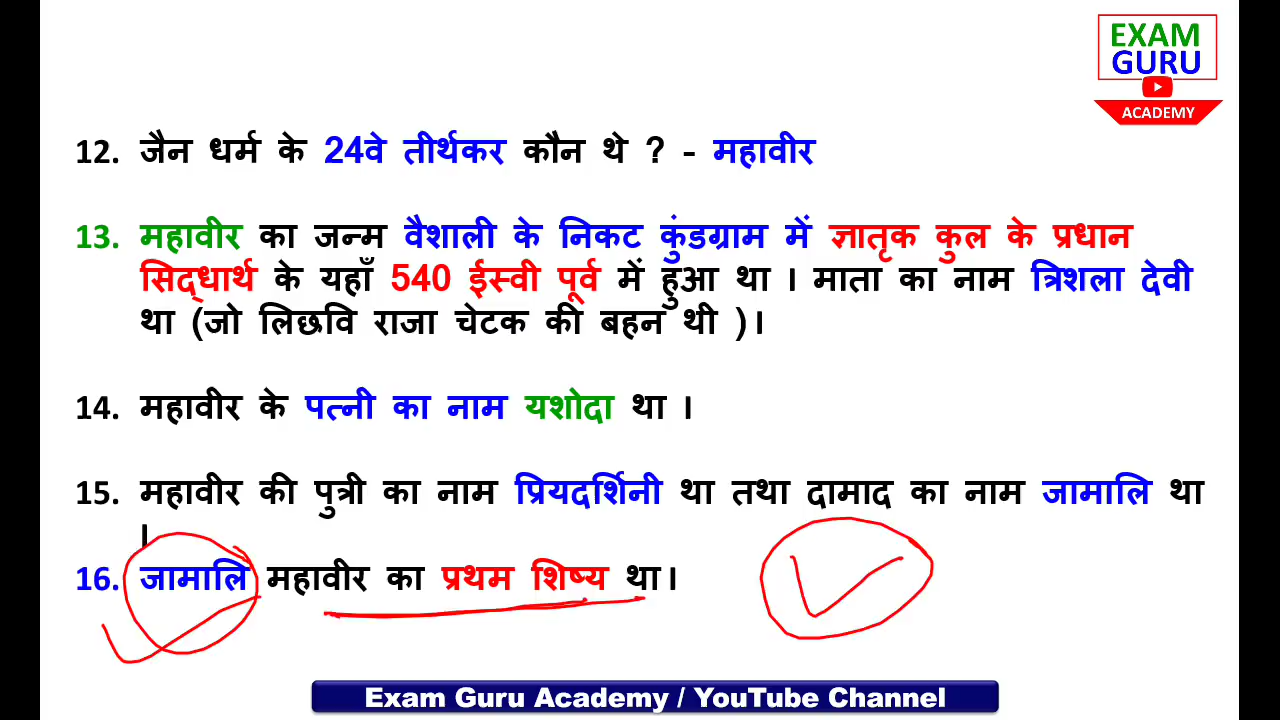 EXAM
GURU
ACADEMY
12. जैन धर्म के 24वे तीर्थकर कौन थे ? - महावीर
13. महावीर का जन्म वैशाली के निकट कुंडग्राम में ज्ञातृक कुल के प्रधान
सिद्धार्थ के यहाँ 540 ईस्वी पूर्व में हुआ था । माता का नाम त्रिशला देवी
था (जो लिछवि राजा चेटक की बहन थी ) ।
14. महावीर के पत्नी का नाम यशोदा था ।
15. महावीर की पुत्री का नाम प्रियदर्शिनी था तथा दामाद का नाम जामालि था
।
16. जामालि महावीर का प्रथम शिष्य था ।
Exam Guru Academy / YouTube Channel